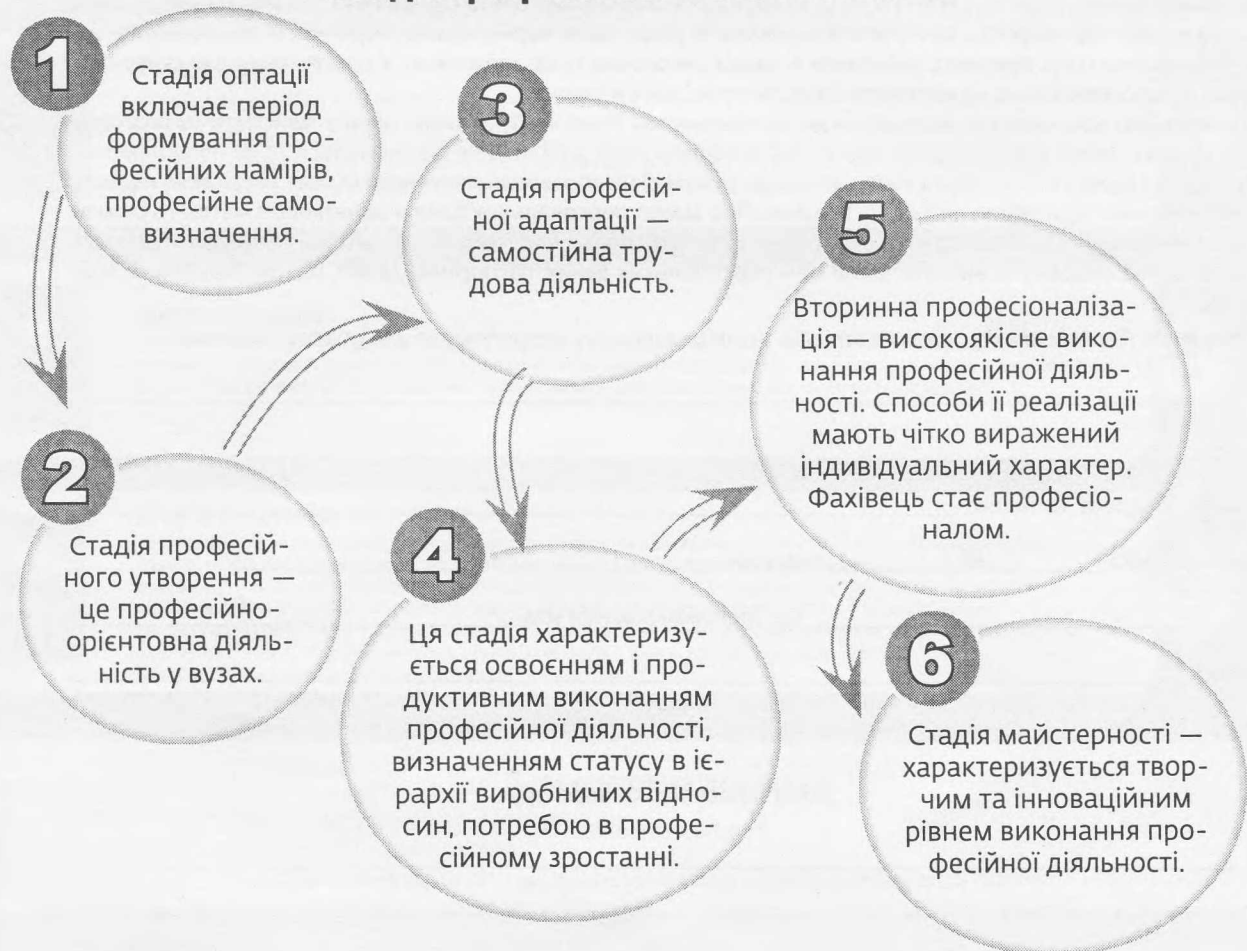 1
Стадія оптації
включає період
формування про-
фесійних намірів,
професійне само-
визначення.
2
Стадія професій-
ного утворення —
це професійно-
орієнтовна діяль-
ність у вузах.
3
Стадія професій-
ної адаптації —
самостійна тру-
дова діяльність.
4
Ця стадія характеризу-
ється освоєнням і про-
дуктивним виконанням
професійної діяльності,
визначенням статусу в іє-
рархії виробничих відно-
син, потребою в профе-
сійному зростанні.
5
Вторинна професіоналіза-
ція — високоякісне вико-
нання професійної діяль-
ності. Способи її реалізації
мають чітко виражений
індивідуальний характер.
Фахівець стає професіо-
налом.
6
Стадія майстерності —
характеризується твор-
чим та інноваційним
рівнем виконання про-
фесійної діяльності.